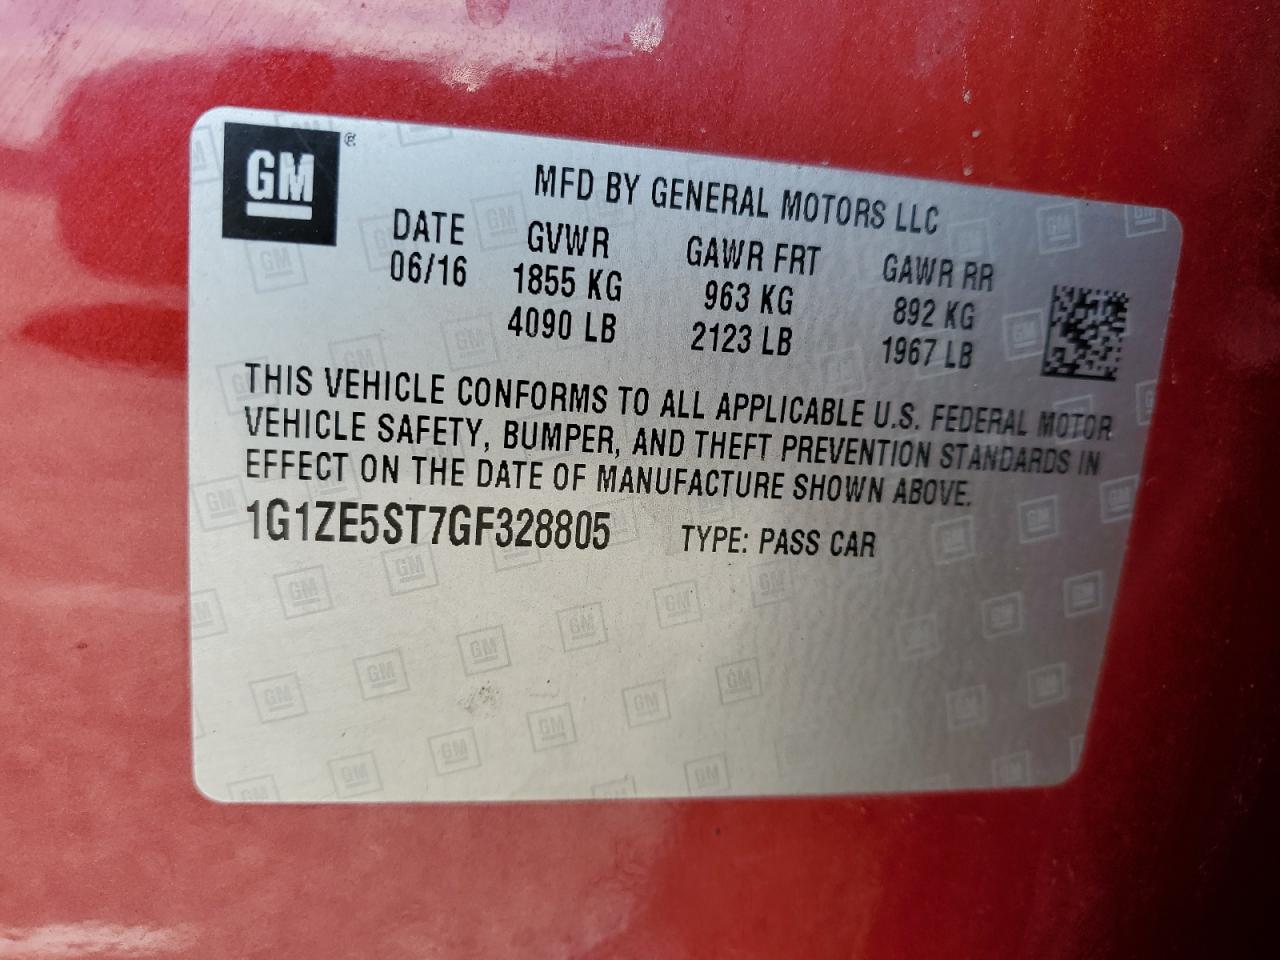 GM®
MFD BY GENERAL MOTORS LLC
DATE GVWR GAWR FRT GAWR RR
06/16 1855 KG 963 KG 892 KG
4090 LB 2123 LB 1967 LB
THIS VEHICLE CONFORMS TO ALL APPLICABLE U.S. FEDERAL MOTOR
VEHICLE SAFETY, BUMPER, AND THEFT PREVENTION STANDARDS IN
EFFECT ON THE DATE OF MANUFACTURE SHOWN ABOVE.
1G1ZE5ST7GF328805 TYPE: PASS CAR